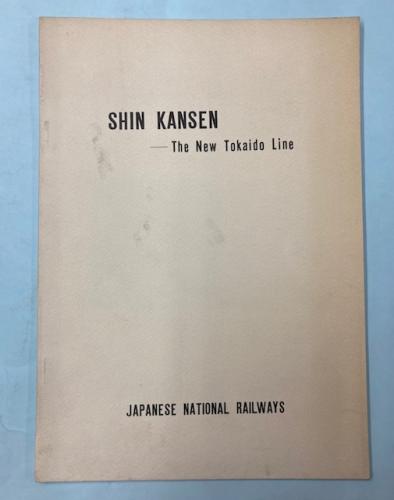 SHIN KANSEN
—The New Tokaido Line
JAPANESE NATIONAL RAILWAYS